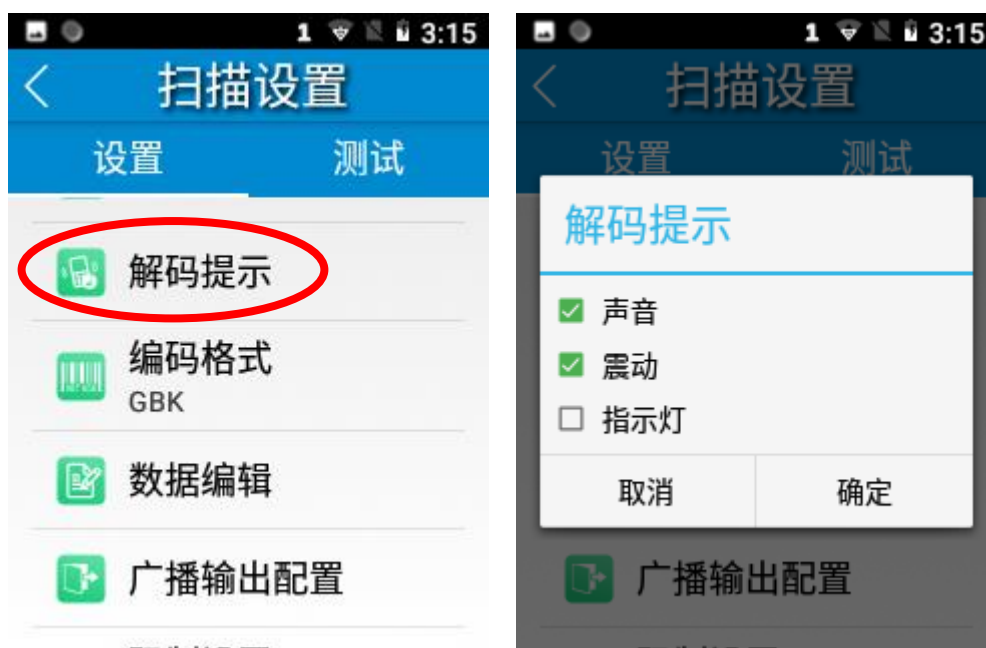 1 3:15
扫描设置
设置 测试
解码提示
编码格式
GBK
数据编辑
广播输出配置
1 3:15
扫描设置
设置 测试
解码提示
声音
震动
指示灯
取消 确定
广播输出配置